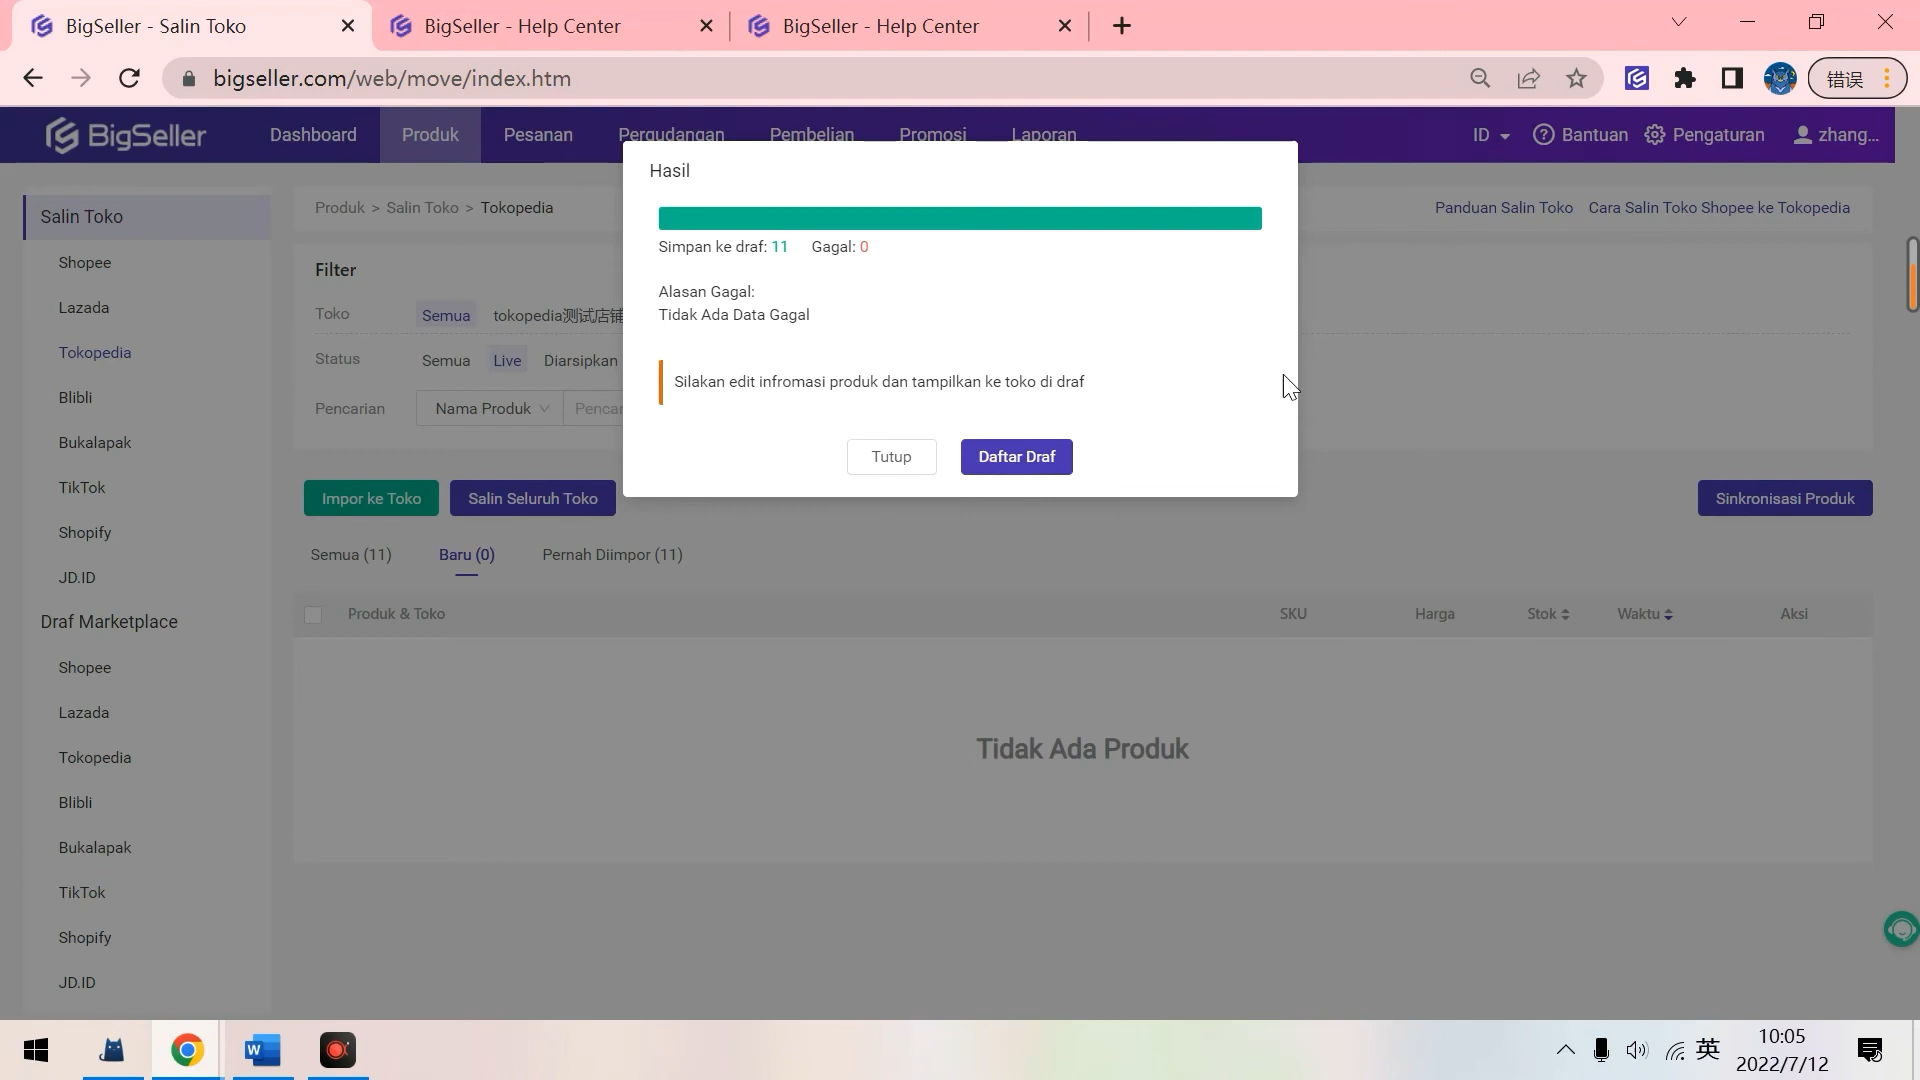 BigSeller - Salin Toko
BigSeller - Help Center
BigSeller - Help Center
bigseller.com/web/move/index.htm
错误
BigSeller
Dashboard
Produk
Pesanan
Pergudangan
Pembelian
Promosi
Laporan
ID
Bantuan
Pengaturan
zhang...
Hasil
Simpan ke draf: 11 Gagal: 0
Alasan Gagal:
Tidak Ada Data Gagal
Silakan edit infromasi produk dan tampilkan ke toko di draf
Tutup
Daftar Draf
Salin Toko
Shopee
Lazada
Tokopedia
Blibli
Bukalapak
TikTok
Shopify
JD.ID
Draf Marketplace
Shopee
Lazada
Tokopedia
Blibli
Bukalapak
TikTok
Shopify
JD.ID
Produk > Salin Toko > Tokopedia
Panduan Salin Toko
Cara Salin Toko Shopee ke Tokopedia
Filter
Toko Semua tokopedia测试店铺
Status Semua Live Diarsipkan
Pencarian Nama Produk
Impor ke Toko
Salin Seluruh Toko
Sinkronisasi Produk
Semua (11)
Baru (0)
Pernah Diimpor (11)
Produk & Toko SKU Harga Stok Waktu Aksi
Tidak Ada Produk
英
10:05
2022/7/12